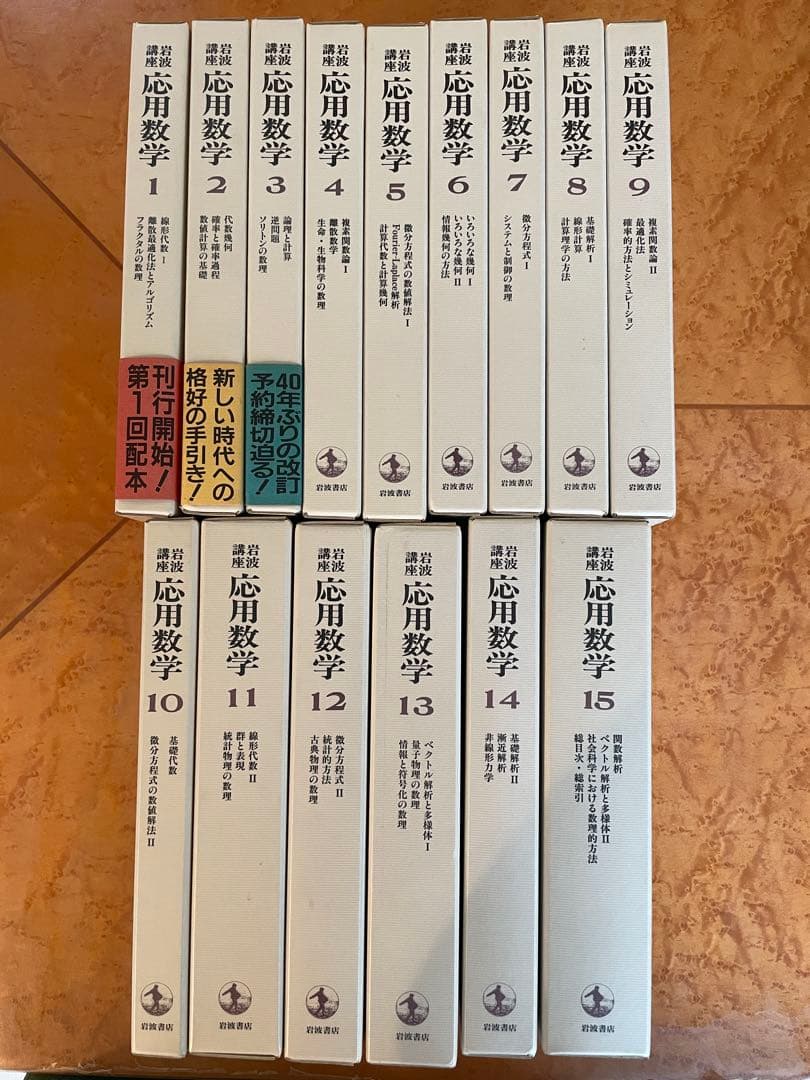 岩波講座
応用数学
1
線形代数 I
離散最適化法とアルゴリズム
フラクタルの数理
刊行開始!
第1回配本
岩波講座
応用数学
2
代数幾何
確率と確率過程
数値計算の基礎
新しい時代への
格好の手引き!
岩波講座
応用数学
3
論理と計算
逆問題
ソリトンの数理
40年ぶりの改訂
予約締切迫る!
岩波講座
応用数学
4
複素関数論 I
離散数学
生命・生物科学の数理
岩波書店
岩波講座
応用数学
5
微分方程式の数値解法 I
Fourier-Laplace解析
計算代数と計算幾何
岩波書店
岩波講座
応用数学
6
いろいろな幾何 I
いろいろな幾何 II
情報幾何の方法
岩波書店
岩波講座
応用数学
7
微分方程式 I
システムと制御の数理
岩波書店
岩波講座
応用数学
8
基礎解析 I
線形計算
計算理学の方法
岩波書店
岩波講座
応用数学
9
複素関数論 II
最適化法
確率的方法とシミュレーション
岩波書店
岩波講座
応用数学
10
基礎代数
微分方程式の数値解法 II
岩波書店
岩波講座
応用数学
11
線形代数 II
群と表現
統計物理の数理
岩波書店
岩波講座
応用数学
12
微分方程式 II
統計的方法
古典物理の数理
岩波書店
岩波講座
応用数学
13
ベクトル解析と多様体 I
量子物理の数理
情報と符号化の数理
岩波書店
岩波講座
応用数学
14
基礎解析 II
漸近解析
非線形力学
岩波書店
岩波講座
応用数学
15
関数解析
ベクトル解析と多様体 II
社会科学における数理的方法
総目次・総索引
岩波書店